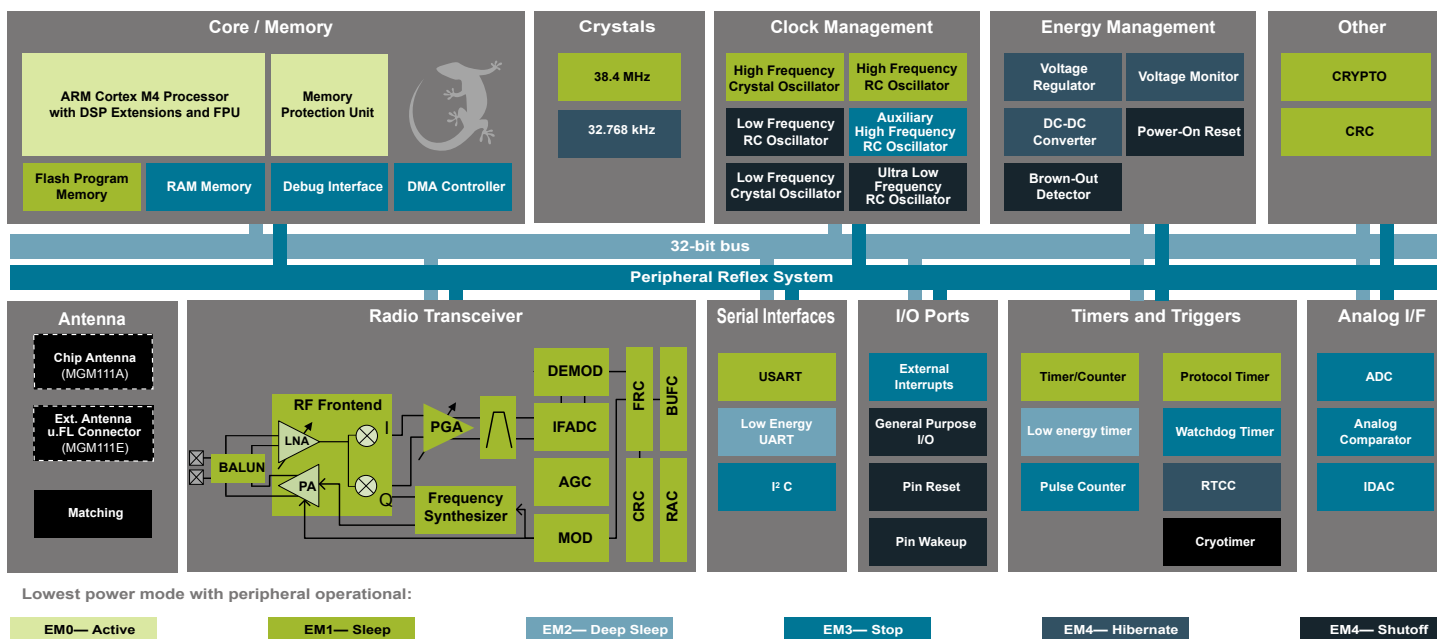 Core / Memory
ARM Cortex M4 Processor
with DSP Extensions and FPU
Memory
Protection Unit
Flash Program
Memory
RAM Memory
Debug Interface
DMA Controller
Crystals
38.4 MHz
32.768 kHz
Clock Management
High Frequency
Crystal Oscillator
High Frequency
RC Oscillator
Low Frequency
RC Oscillator
Auxiliary
High Frequency
RC Oscillator
Low Frequency
Crystal Oscillator
Ultra Low
Frequency
RC Oscillator
Energy Management
Voltage
Regulator
Voltage Monitor
DC-DC
Converter
Power-On Reset
Brown-Out
Detector
Other
CRYPTO
CRC
32-bit bus
Peripheral Reflex System
Antenna
Chip Antenna
(MGM111A)
Ext. Antenna
u.FL Connector
(MGM111E)
Matching
Radio Transceiver
RF Frontend
LNA
I
BALUN
PA
Q
PGA
Frequency
Synthesizer
DEMOD
IFADC
AGC
MOD
FRC
BUFC
CRC
RAC
Serial Interfaces
USART
Low Energy
UART
I² C
I/O Ports
External
Interrupts
General Purpose
I/O
Pin Reset
Pin Wakeup
Timers and Triggers
Timer/Counter
Protocol Timer
Low energy timer
Watchdog Timer
Pulse Counter
RTCC
Cryotimer
Analog I/F
ADC
Analog
Comparator
IDAC
Lowest power mode with peripheral operational:
EM0— Active
EM1— Sleep
EM2— Deep Sleep
EM3— Stop
EM4— Hibernate
EM4— Shutoff